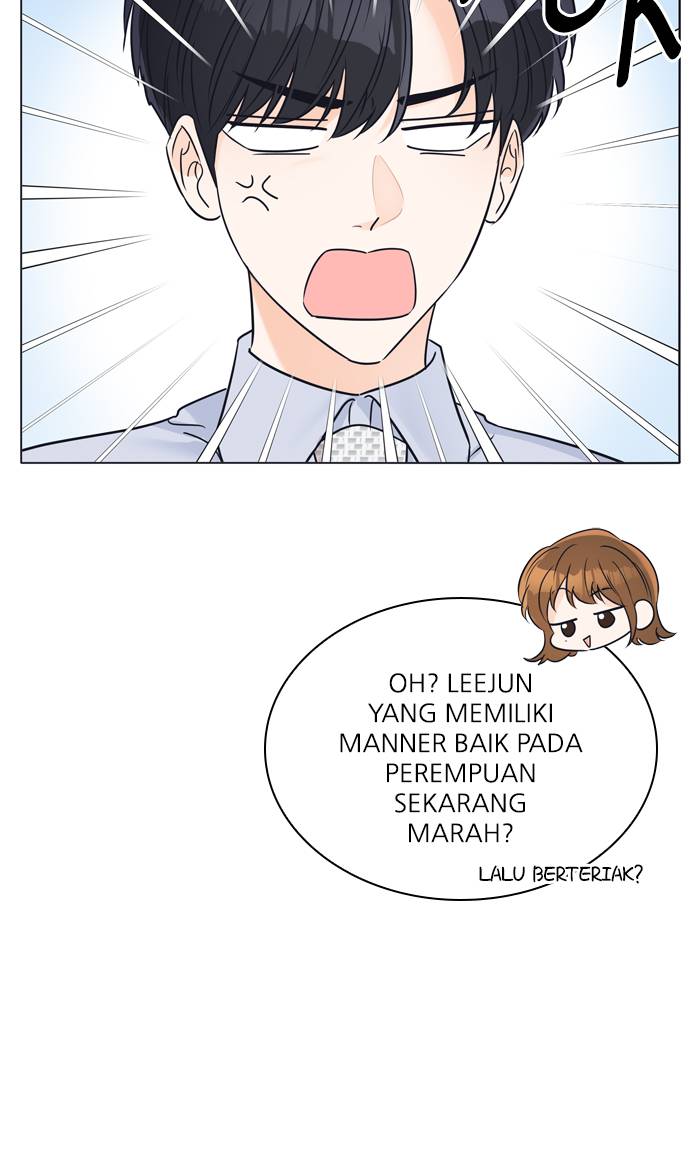 OH? LEEJUN
YANG MEMILIKI
MANNER BAIK PADA
PEREMPUAN
SEKARANG
MARAH?
LALU BERTERIAK?